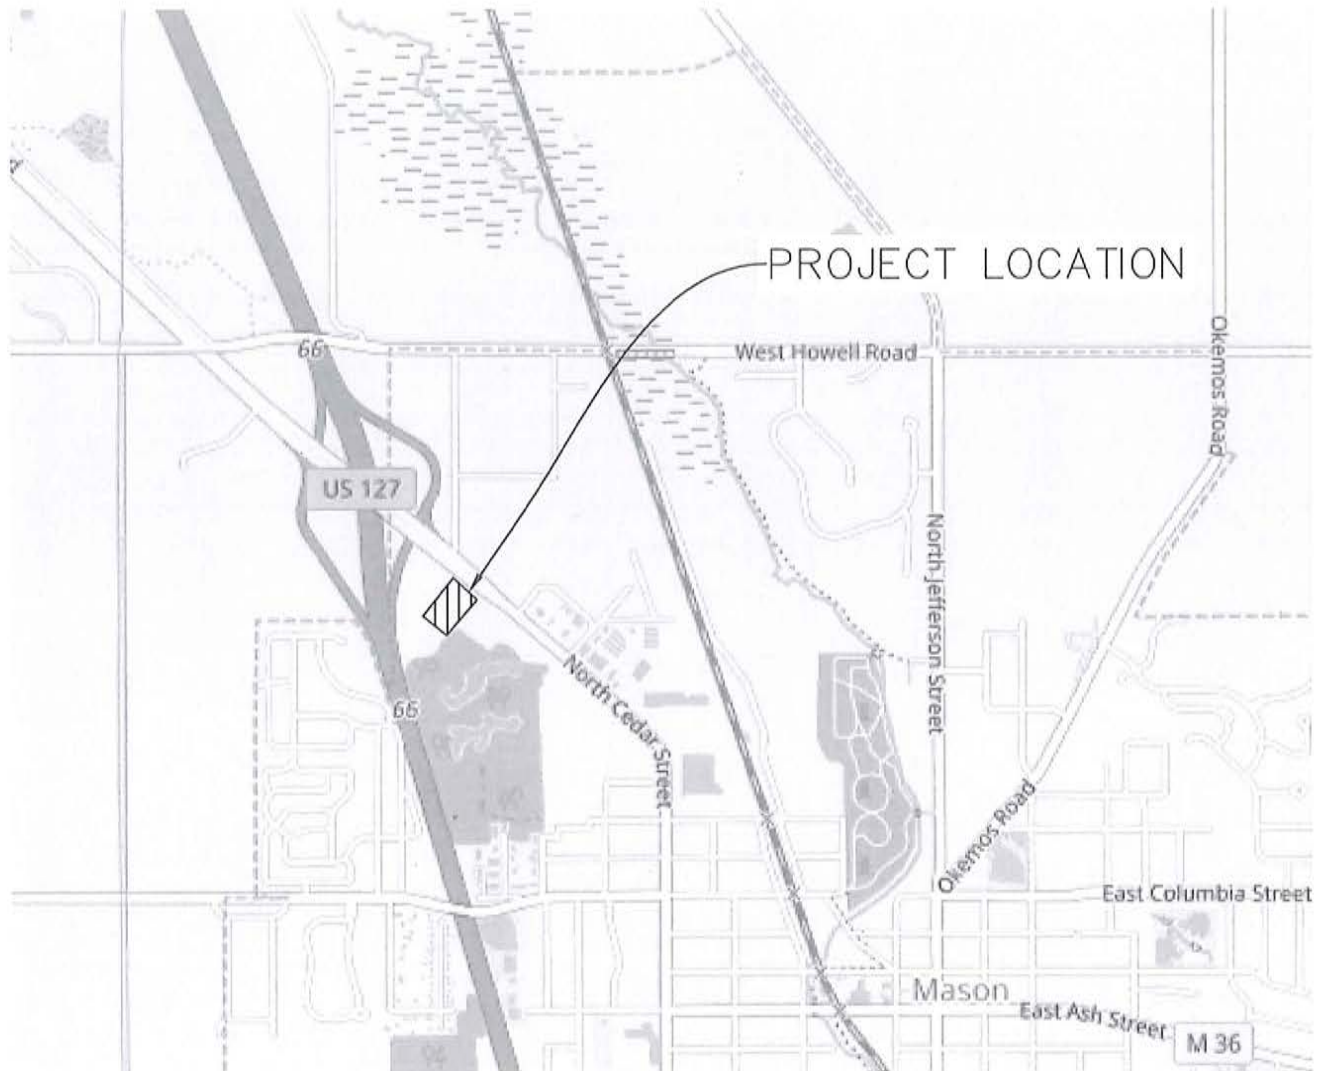 PROJECT LOCATION
66
West Howell Road
Okemos Road
US 127
North Jefferson Street
North Cedar Street
66
Okemos Road
East Columbia Street
Mason
East Ash Street
M 36